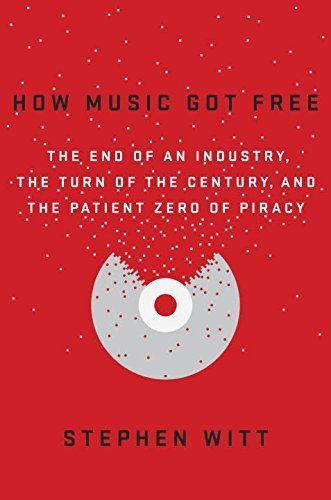 HOW MUSIC GOT FREE
THE END OF AN INDUSTRY,
THE TURN OF THE CENTURY, AND
THE PATIENT ZERO OF PIRACY
STEPHEN WITT